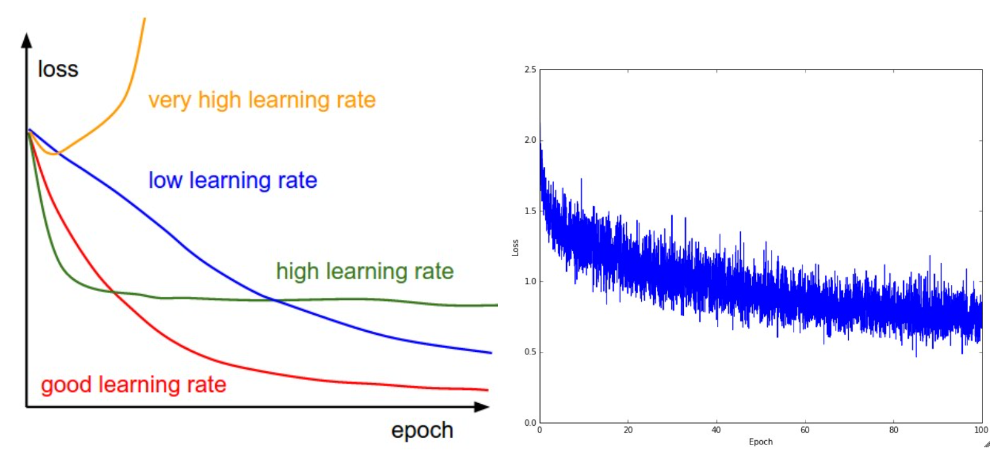 loss
very high learning rate
low learning rate
high learning rate
good learning rate
epoch
2.5
2.0
1.5
1.0
0.5
0.0
Loss
0 20 40 60 80 100
Epoch